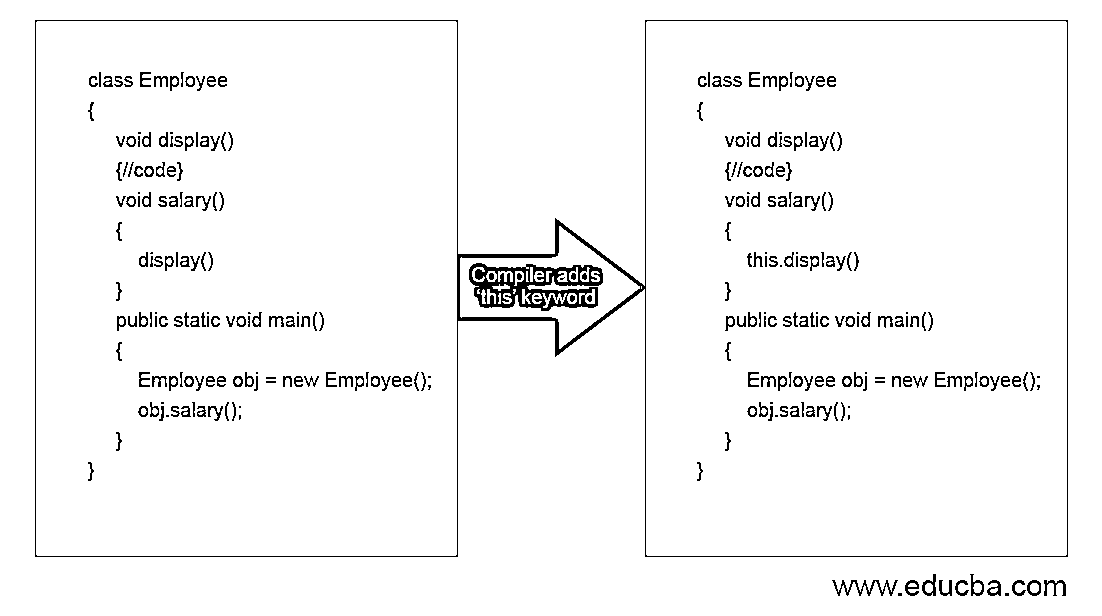 class Employee
{
void display()
{//code}
void salary()
{
display()
}
public static void main()
{
Employee obj = new Employee();
obj.salary();
}
}
Compiler adds
'this' keyword
class Employee
{
void display()
{//code}
void salary()
{
this.display()
}
public static void main()
{
Employee obj = new Employee();
obj.salary();
}
}
www.educba.com